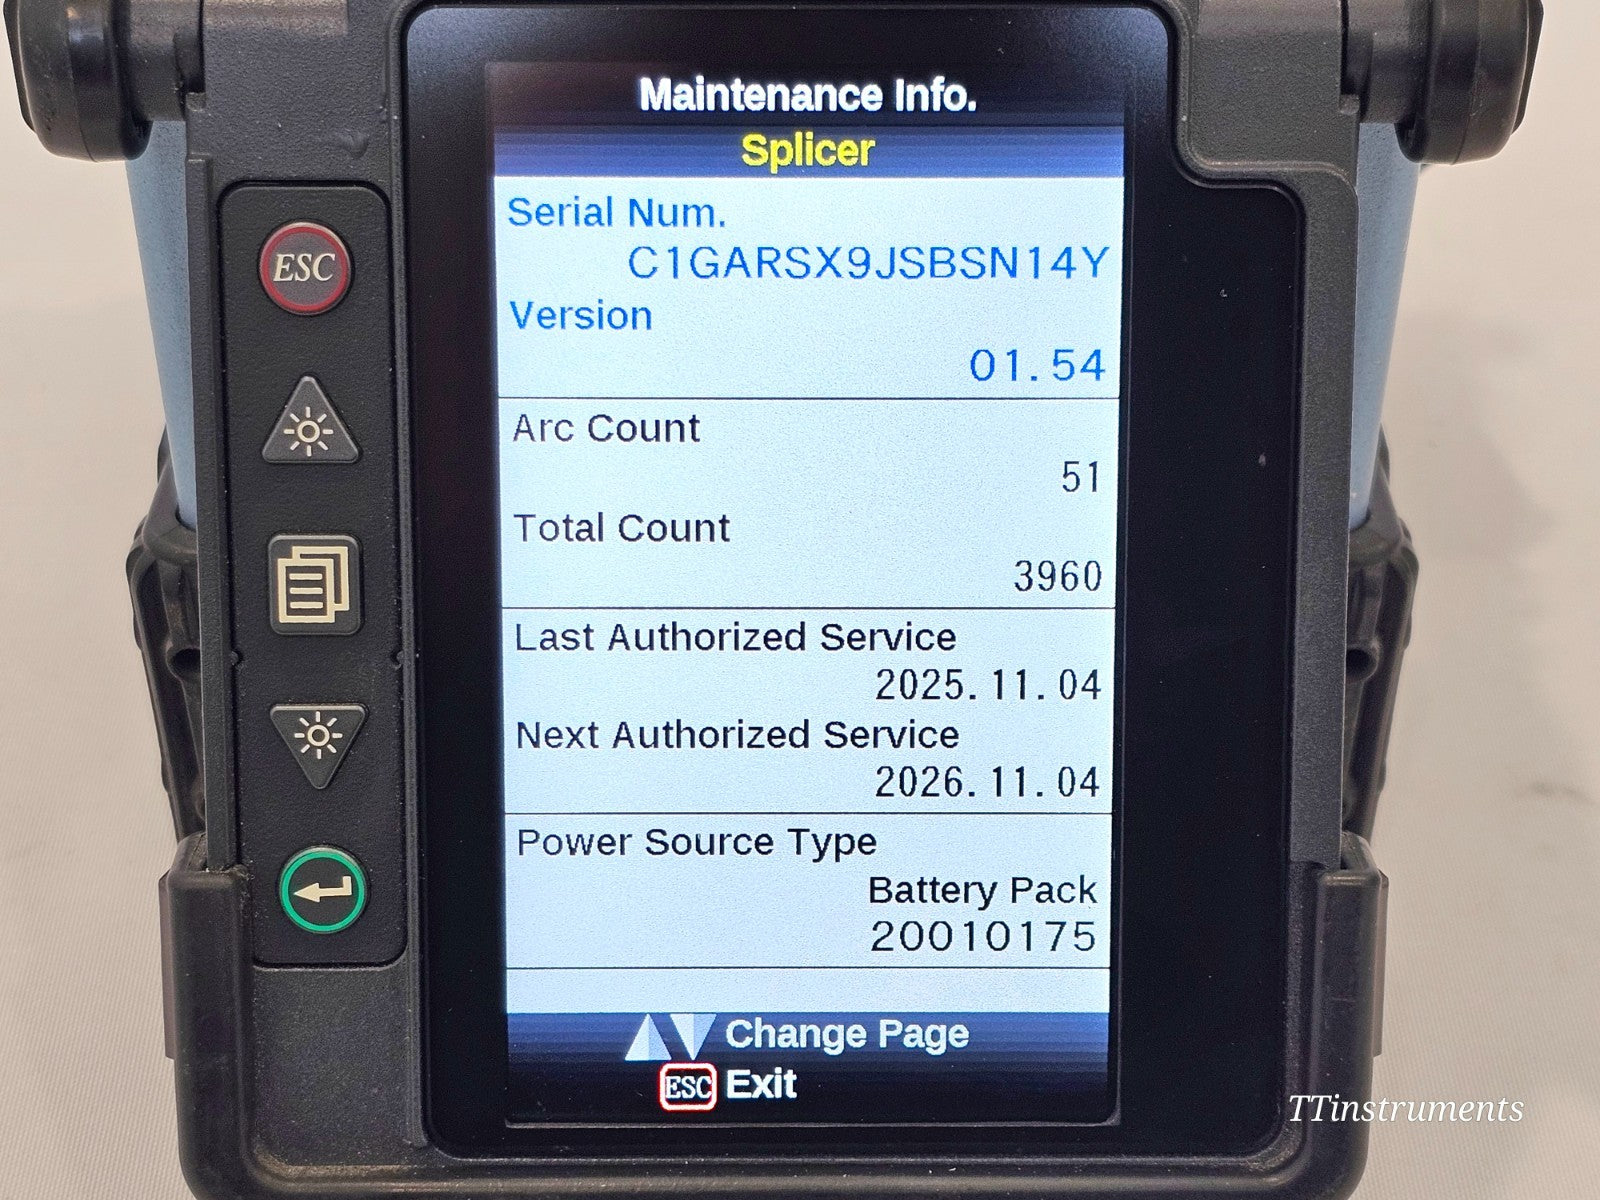 Maintenance Info.
Splicer
Serial Num.
C1GARSX9JSBSN14Y
Version
01.54
Arc Count
51
Total Count
3960
Last Authorized Service
2025.11.04
Next Authorized Service
2026.11.04
Power Source Type
Battery Pack
20010175
Change Page
ESC Exit
ESC
TTinstruments